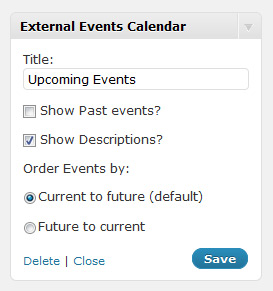 External Events Calendar
Title:
Upcoming Events
Show Past events?
Show Descriptions?
Order Events by:
Current to future (default)
Future to current
Delete | Close Save